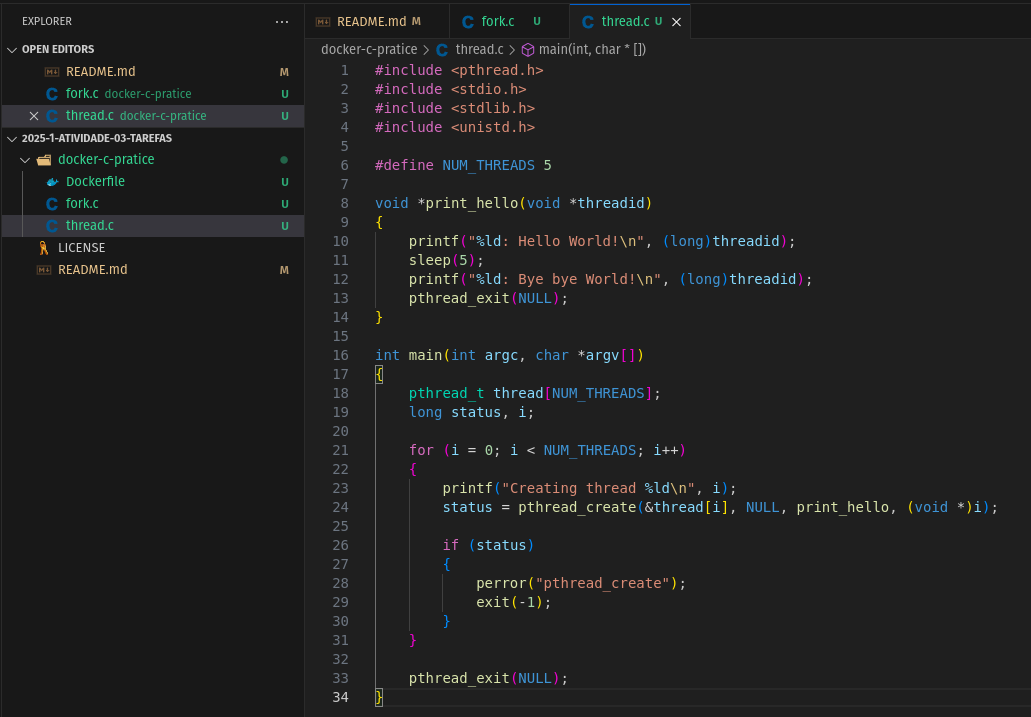 EXPLORER ···
OPEN EDITORS
README.md M
fork.c docker-c-pratice U
thread.c docker-c-pratice U
2025-1-ATIVIDADE-03-TAREFAS
docker-c-pratice
Dockerfile U
fork.c U
thread.c U
LICENSE
README.md M
README.md M fork.c U thread.c U
docker-c-pratice > C thread.c > main(int, char * [])
1 #include <pthread.h>
2 #include <stdio.h>
3 #include <stdlib.h>
4 #include <unistd.h>
5
6 #define NUM_THREADS 5
7
8 void *print_hello(void *threadid)
9 {
10     printf("%ld: Hello World!\n", (long)threadid);
11     sleep(5);
12     printf("%ld: Bye bye World!\n", (long)threadid);
13     pthread_exit(NULL);
14 }
15
16 int main(int argc, char *argv[])
17 {
18     pthread_t thread[NUM_THREADS];
19     long status, i;
20
21     for (i = 0; i < NUM_THREADS; i++)
22     {
23         printf("Creating thread %ld\n", i);
24         status = pthread_create(&thread[i], NULL, print_hello, (void *)i);
25
26         if (status)
27         {
28             perror("pthread_create");
29             exit(-1);
30         }
31     }
32
33     pthread_exit(NULL);
34 }